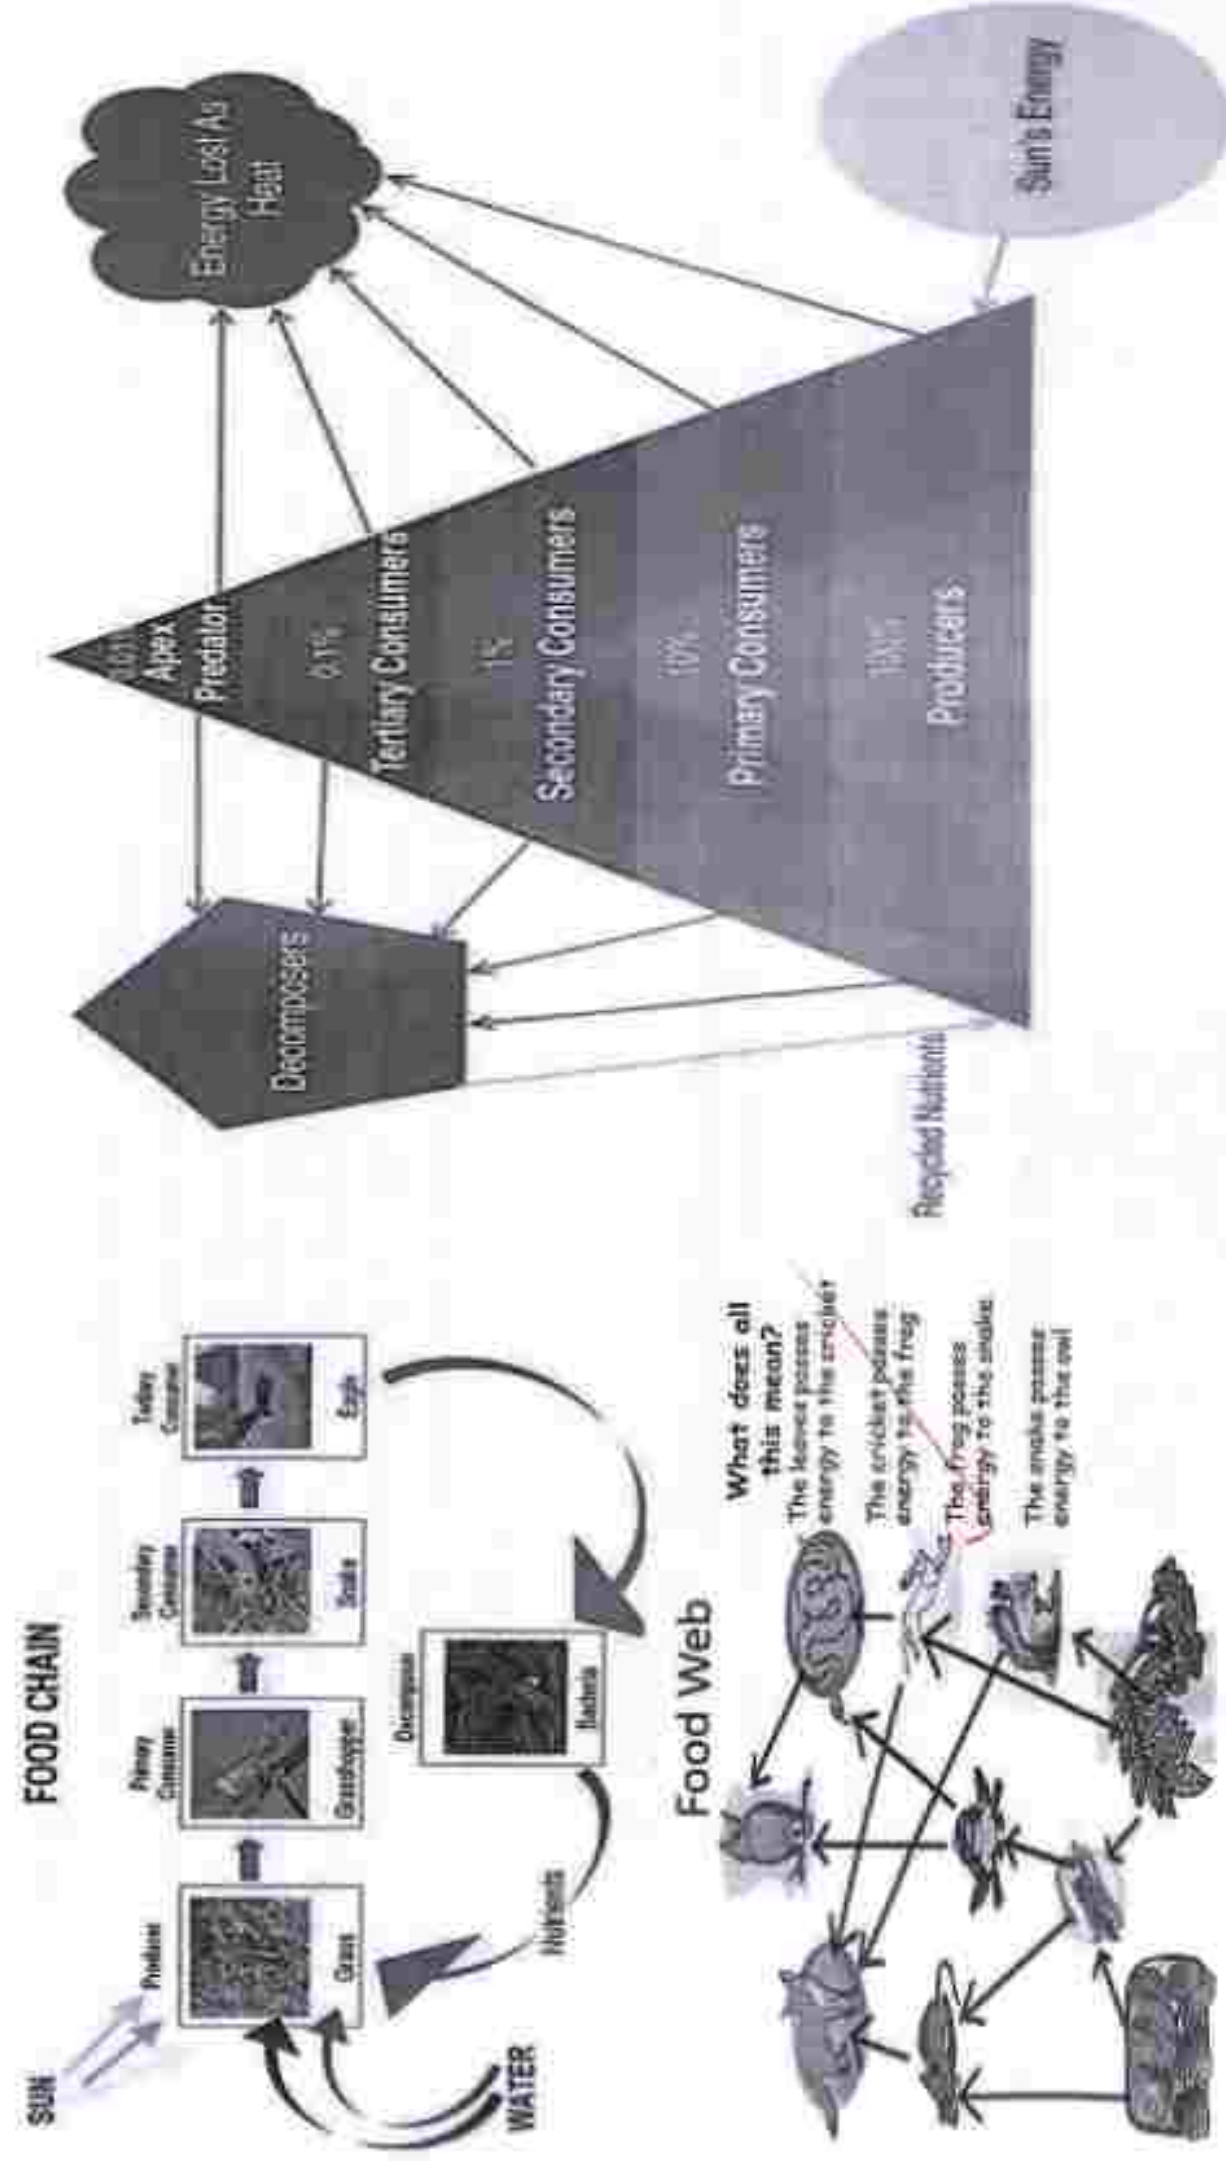 FOOD CHAIN
SUN
Producer
Primary
Consumer
Secondary
Consumer
Tertiary
Consumer
Grass
Grasshopper
Snake
Eagle
Decomposer
Bacteria
Nutrients
WATER
Food Web
What does all
this mean?
The leaves passes
energy to the cricket
The cricket passes
energy to the frog
The frog passes
energy to the snake.
The snake passes
energy to the owl
Decomposers
Recycled Nutrients
Apex
Predator
0.1%
Tertiary Consumers
1%
Secondary Consumers
10%
Primary Consumers
100%
Producers
Energy Lost As
Heat
Sun's Energy